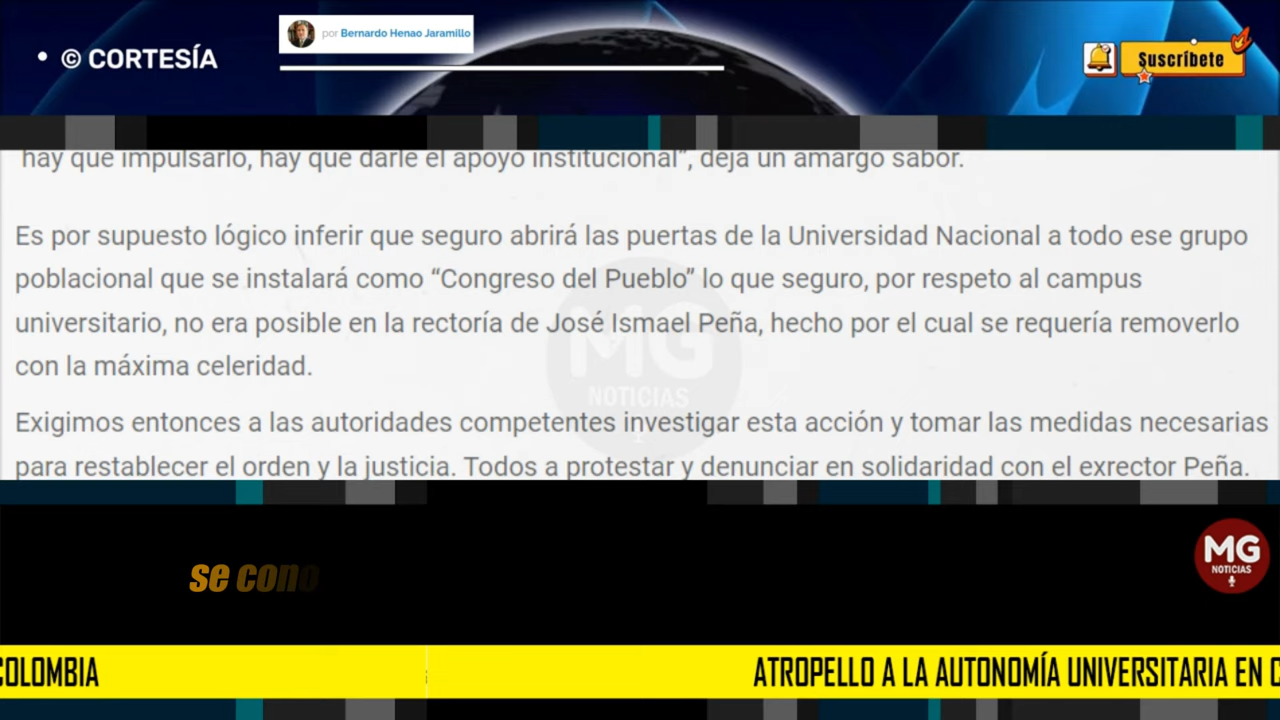 • © CORTESÍA
por Bernardo Henao Jaramillo
Suscríbete
hay que impulsarlo, hay que darle el apoyo institucional”, deja un amargo sabor.
Es por supuesto lógico inferir que seguro abrirá las puertas de la Universidad Nacional a todo ese grupo
poblacional que se instalará como “Congreso del Pueblo” lo que seguro, por respeto al campus
universitario, no era posible en la rectoría de José Ismael Peña, hecho por el cual se requería removerlo
con la máxima celeridad.
MG
NOTICIAS
Exigimos entonces a las autoridades competentes investigar esta acción y tomar las medidas necesarias
para restablecer el orden y la justicia. Todos a protestar y denunciar en solidaridad con el exrector Peña.
se cono
MG
NOTICIAS
COLOMBIA
ATROPELLO A LA AUTONOMÍA UNIVERSITARIA EN C